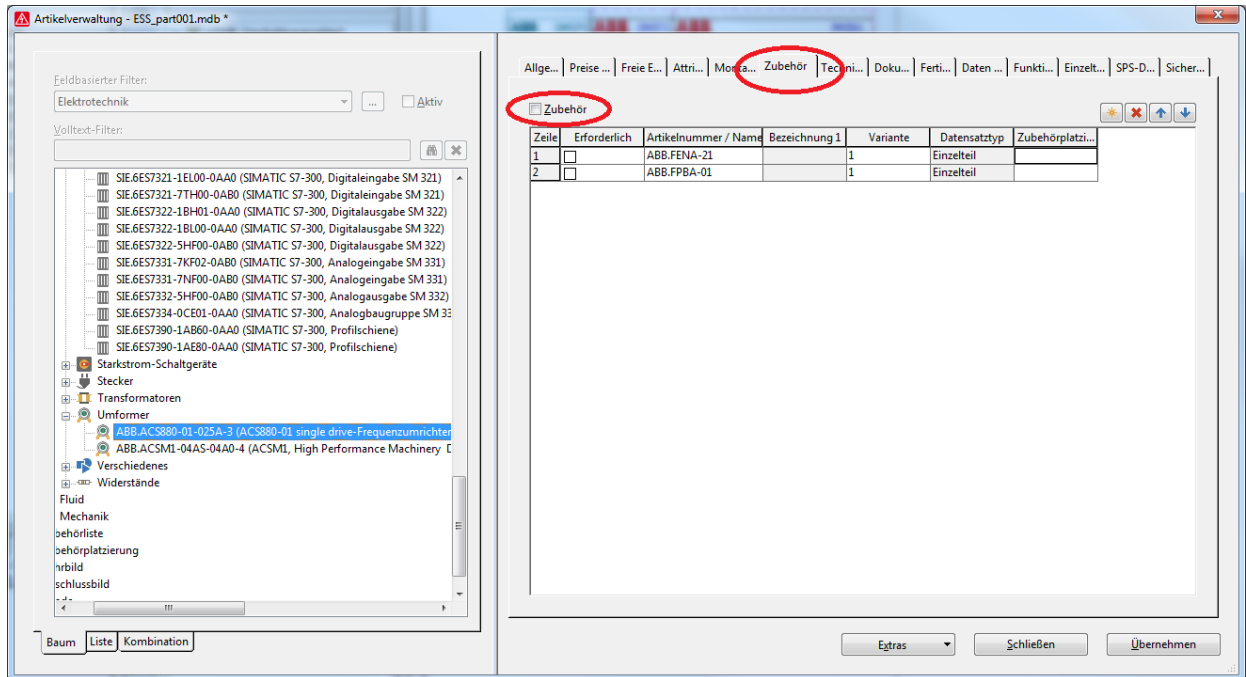 Artikelverwaltung - ESS_part001.mdb *
Feldbasierter Filter:
Elektrotechnik
...
Aktiv
Volltext-Filter:
SIE.6ES7321-1EL00-0AA0 (SIMATIC S7-300, Digitaleingabe SM 321)
SIE.6ES7321-7TH00-0AB0 (SIMATIC S7-300, Digitaleingabe SM 321)
SIE.6ES7322-1BH01-0AA0 (SIMATIC S7-300, Digitalausgabe SM 322)
SIE.6ES7322-1BL00-0AA0 (SIMATIC S7-300, Digitalausgabe SM 322)
SIE.6ES7322-5HF00-0AB0 (SIMATIC S7-300, Digitalausgabe SM 322)
SIE.6ES7331-7KF02-0AB0 (SIMATIC S7-300, Analogeingabe SM 331)
SIE.6ES7331-7NF00-0AB0 (SIMATIC S7-300, Analogeingabe SM 331)
SIE.6ES7332-5HF00-0AB0 (SIMATIC S7-300, Analogausgabe SM 332)
SIE.6ES7334-0CE01-0AA0 (SIMATIC S7-300, Analogbaugruppe SM 33
SIE.6ES7390-1AB60-0AA0 (SIMATIC S7-300, Profilschiene)
SIE.6ES7390-1AE80-0AA0 (SIMATIC S7-300, Profilschiene)
Starkstrom-Schaltgeräte
Stecker
Transformatoren
Umformer
ABB.ACS880-01-025A-3 (ACS880-01 single drive-Frequenzumrichter
ABB.ACSM1-04AS-04A0-4 (ACSM1, High Performance Machinery D
Verschiedenes
Widerstände
Fluid
Mechanik
behörliste
behörplatzierung
hrbild
schlussbild
Baum Liste Kombination
Allge... Preise ... Freie E... Attri... Monta... Zubehör Techni... Doku... Ferti... Daten ... Funkti... Einzelt... SPS-D... Sicher...
Zubehör
Zeile Erforderlich Artikelnummer / Name Bezeichnung 1 Variante Datensatztyp Zubehörplatzi...
1 ABB.FENA-21 1 Einzelteil
2 ABB.FPBA-01 1 Einzelteil
Extras Schließen Übernehmen